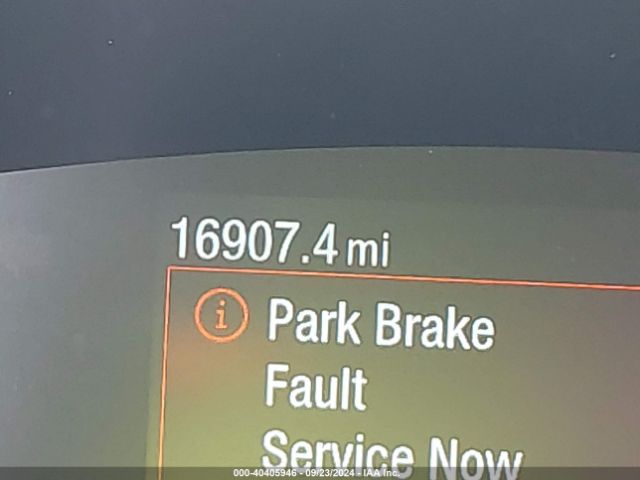 16907.4 mi
i
Park Brake
Fault
Service Now
000-40405946 - 09/23/2024 - IAA Inc.